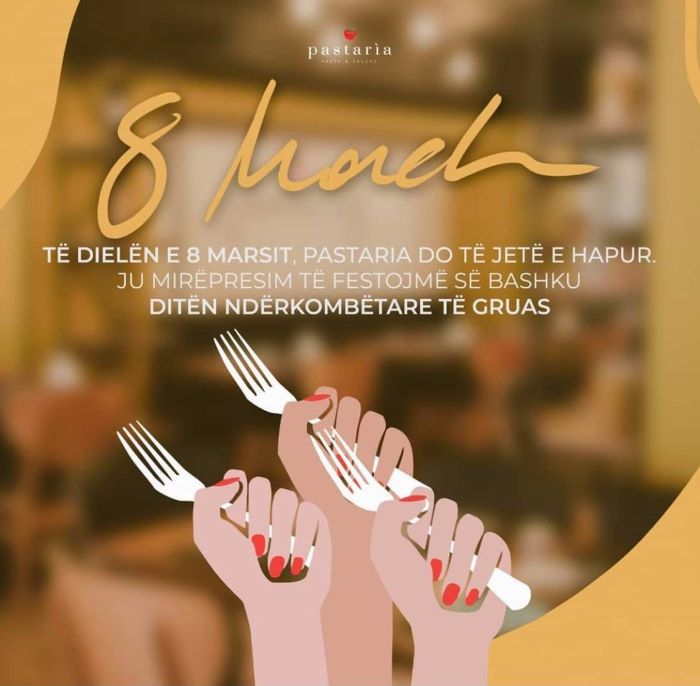 pastarìa
PASTA & SALADS
8 March
TË DIELËN E 8 MARSIT, PASTARIA DO TË JETË E HAPUR.
JU MIRËPRESIM TË FESTOJMË SË BASHKU
DITËN NDËRKOMBËTARE TË GRUAS